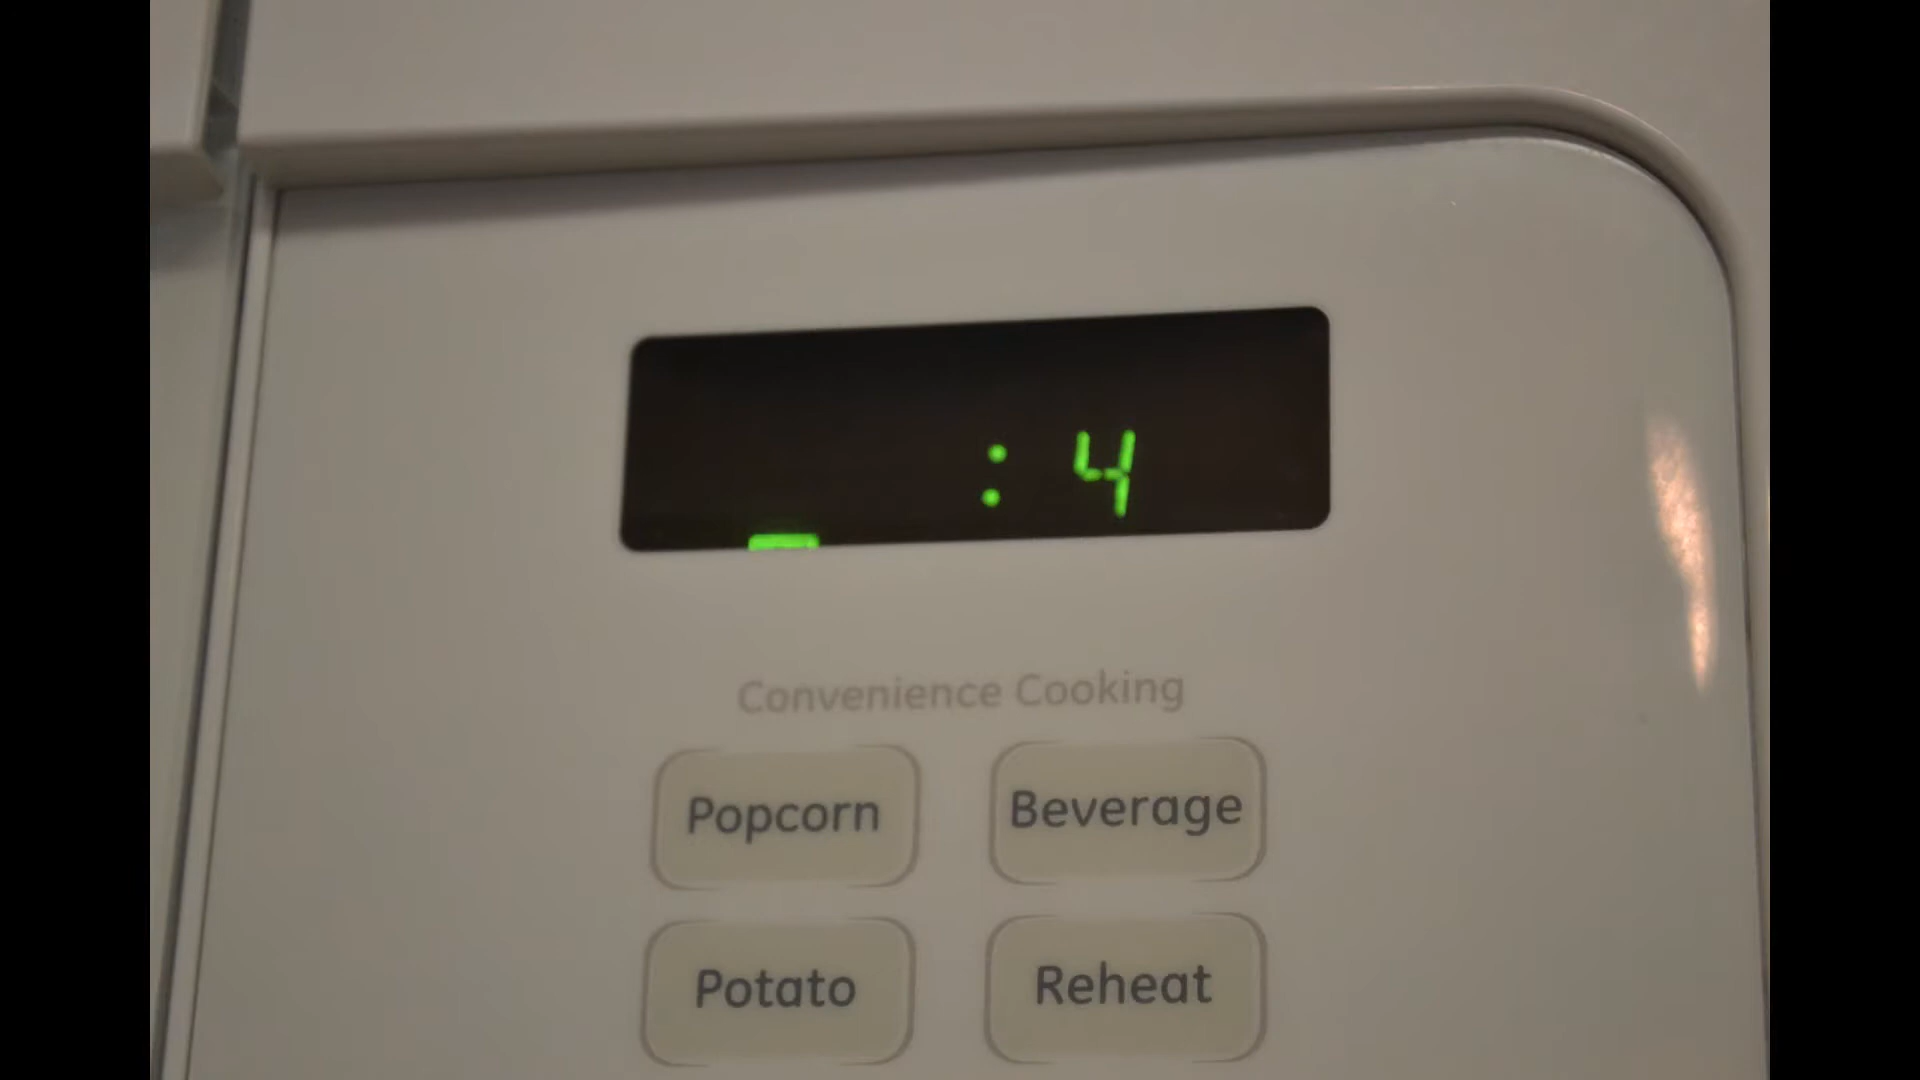 : 4
Convenience Cooking
Popcorn
Beverage
Potato
Reheat